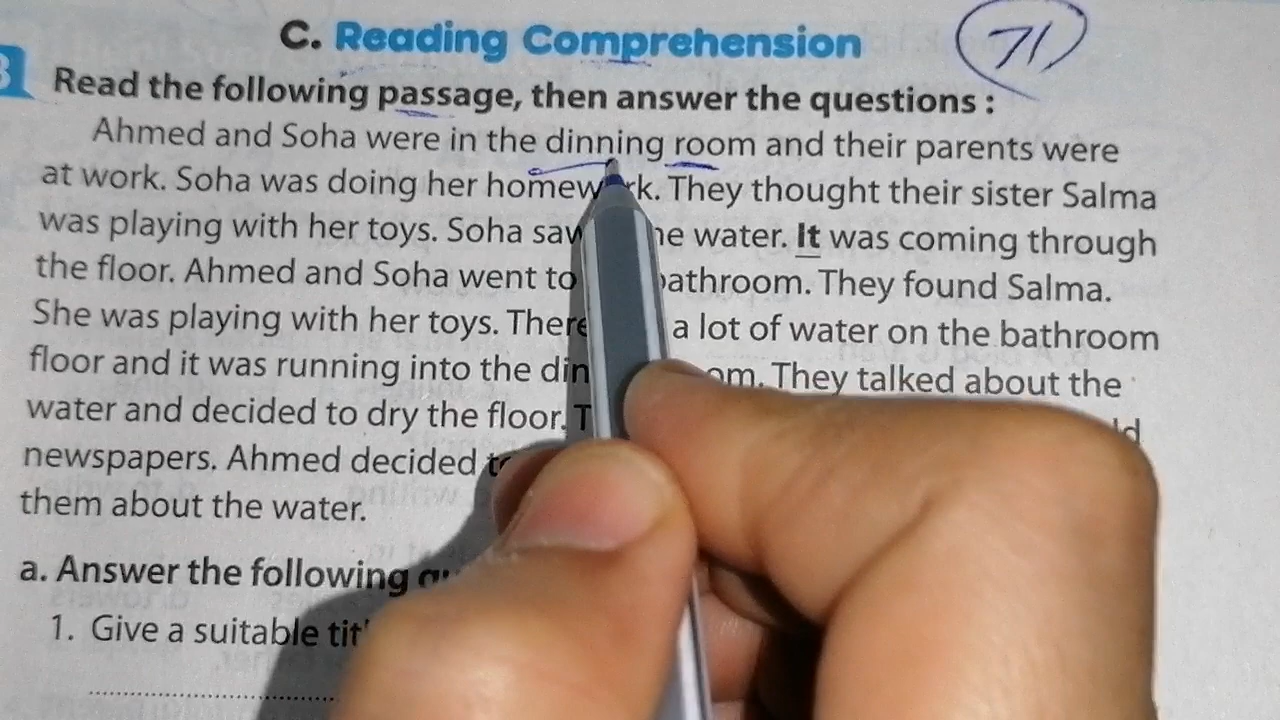 C. Reading Comprehension
71
3 Read the following passage, then answer the questions :
Ahmed and Soha were in the dinning room and their parents were
at work. Soha was doing her homework. They thought their sister Salma
was playing with her toys. Soha saw the water. It was coming through
the floor. Ahmed and Soha went to bathroom. They found Salma.
She was playing with her toys. There a lot of water on the bathroom
floor and it was running into the They talked about the
water and decided to dry the floor.
newspapers. Ahmed decided
them about the water.
a. Answer the following
1. Give a suitable